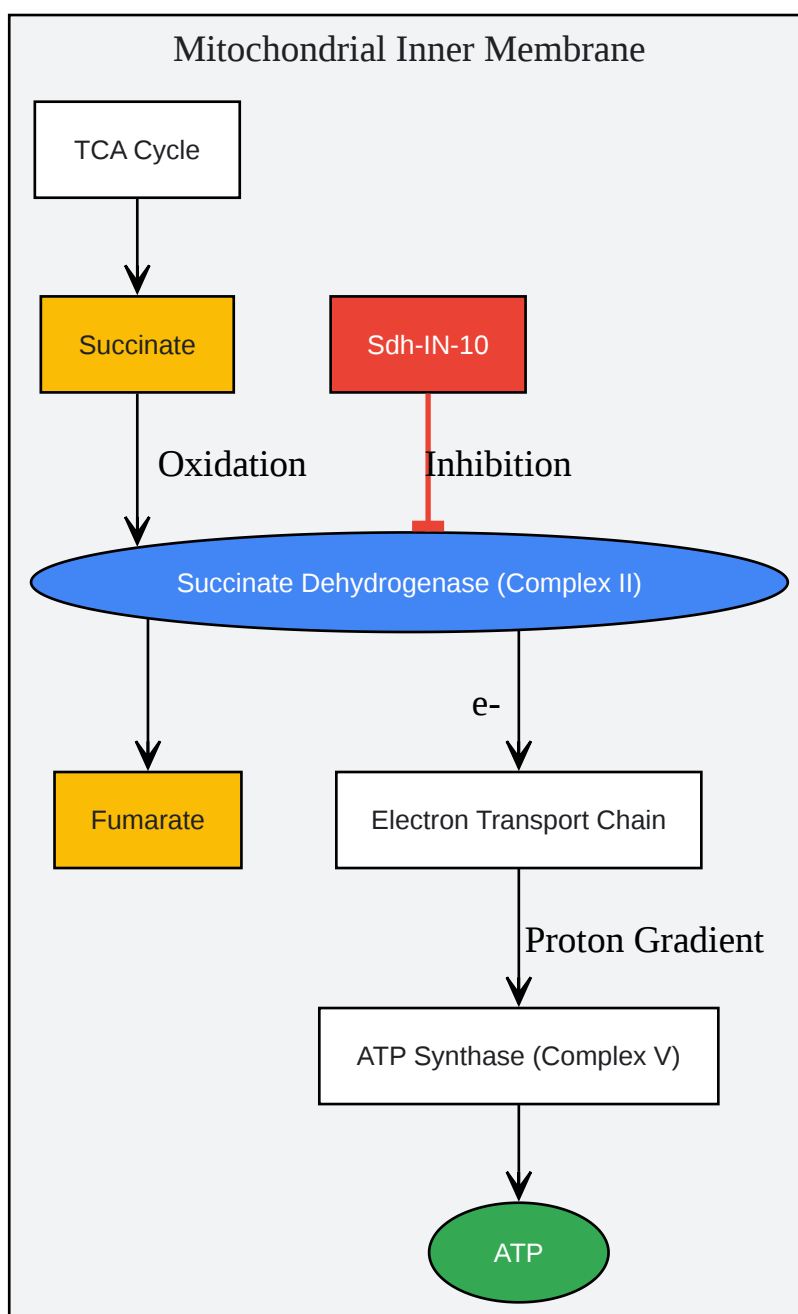 Mitochondrial Inner Membrane
TCA Cycle
Succinate
Sdh-IN-10
Oxidation
Inhibition
Succinate Dehydrogenase (Complex II)
e-
Fumarate
Electron Transport Chain
Proton Gradient
ATP Synthase (Complex V)
ATP